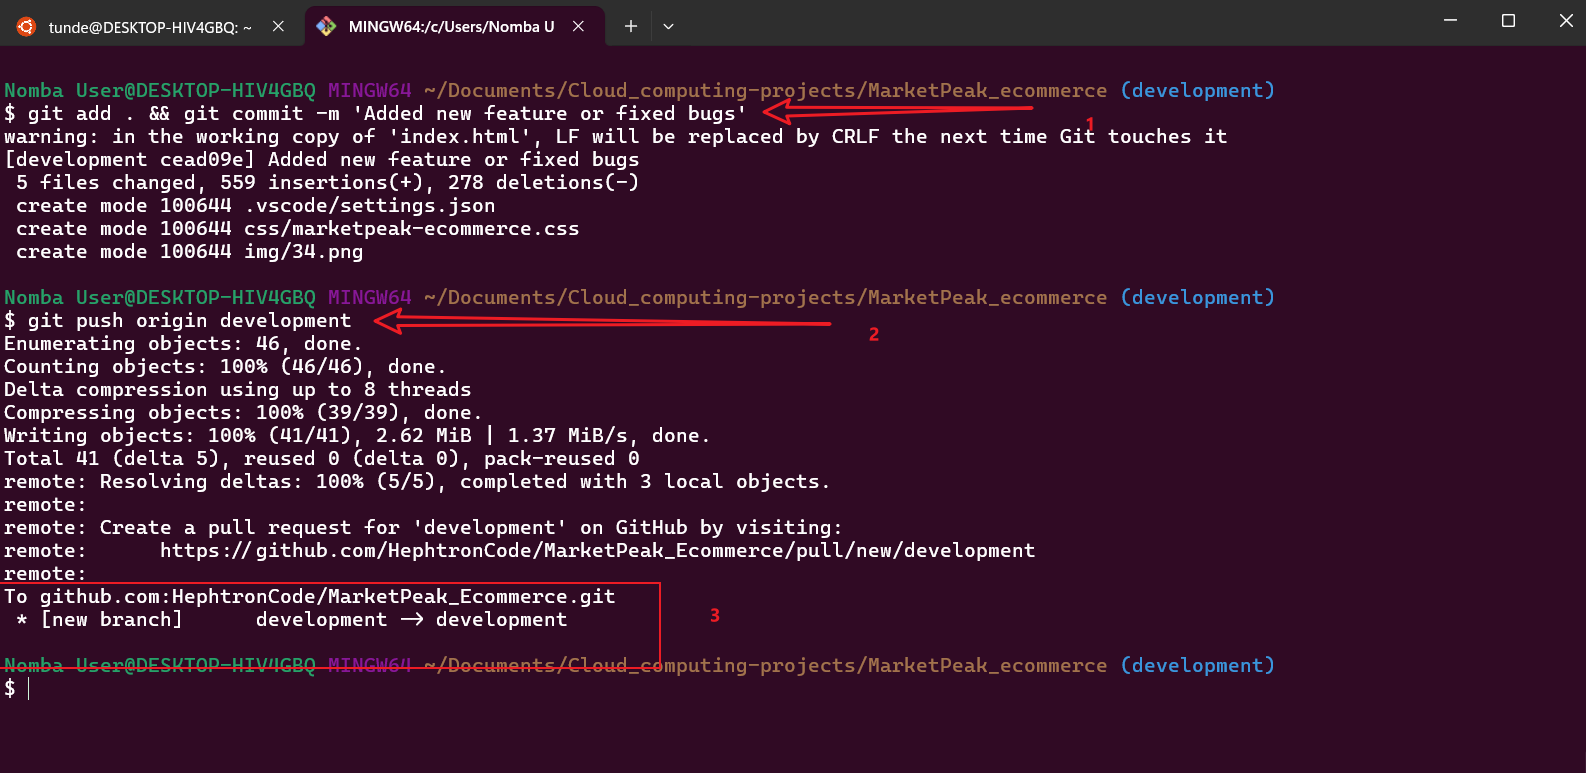 tunde@DESKTOP-HIV4GBQ: ~
MINGW64:/c/Users/Nomba U
Nomba User@DESKTOP-HIV4GBQ MINGW64 ~/Documents/Cloud_computing-projects/MarketPeak_ecommerce (development)
$ git add . && git commit -m 'Added new feature or fixed bugs'
1
warning: in the working copy of 'index.html', LF will be replaced by CRLF the next time Git touches it
[development cead09e] Added new feature or fixed bugs
 5 files changed, 559 insertions(+), 278 deletions(-)
 create mode 100644 .vscode/settings.json
 create mode 100644 css/marketpeak-ecommerce.css
 create mode 100644 img/34.png
Nomba User@DESKTOP-HIV4GBQ MINGW64 ~/Documents/Cloud_computing-projects/MarketPeak_ecommerce (development)
$ git push origin development
2
Enumerating objects: 46, done.
Counting objects: 100% (46/46), done.
Delta compression using up to 8 threads
Compressing objects: 100% (39/39), done.
Writing objects: 100% (41/41), 2.62 MiB | 1.37 MiB/s, done.
Total 41 (delta 5), reused 0 (delta 0), pack-reused 0
remote: Resolving deltas: 100% (5/5), completed with 3 local objects.
remote:
remote: Create a pull request for 'development' on GitHub by visiting:
remote:      https://github.com/HephtronCode/MarketPeak_Ecommerce/pull/new/development
remote:
To github.com:HephtronCode/MarketPeak_Ecommerce.git
3
 * [new branch]      development -> development
Nomba User@DESKTOP-HIV4GBQ MINGW64 ~/Documents/Cloud_computing-projects/MarketPeak_ecommerce (development)
$